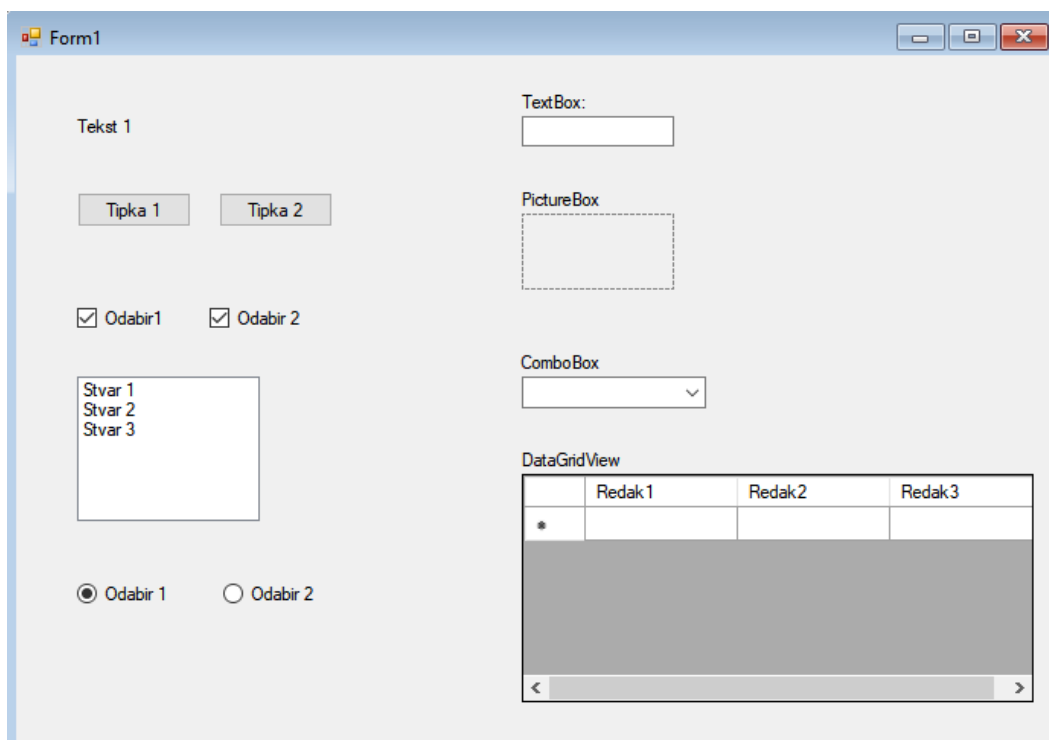 Form1
Tekst 1
Tipka 1 Tipka 2
Odabir1 Odabir 2
Stvar 1
Stvar 2
Stvar 3
Odabir 1 Odabir 2
TextBox:
PictureBox
ComboBox
DataGridView
Redak1 Redak2 Redak3